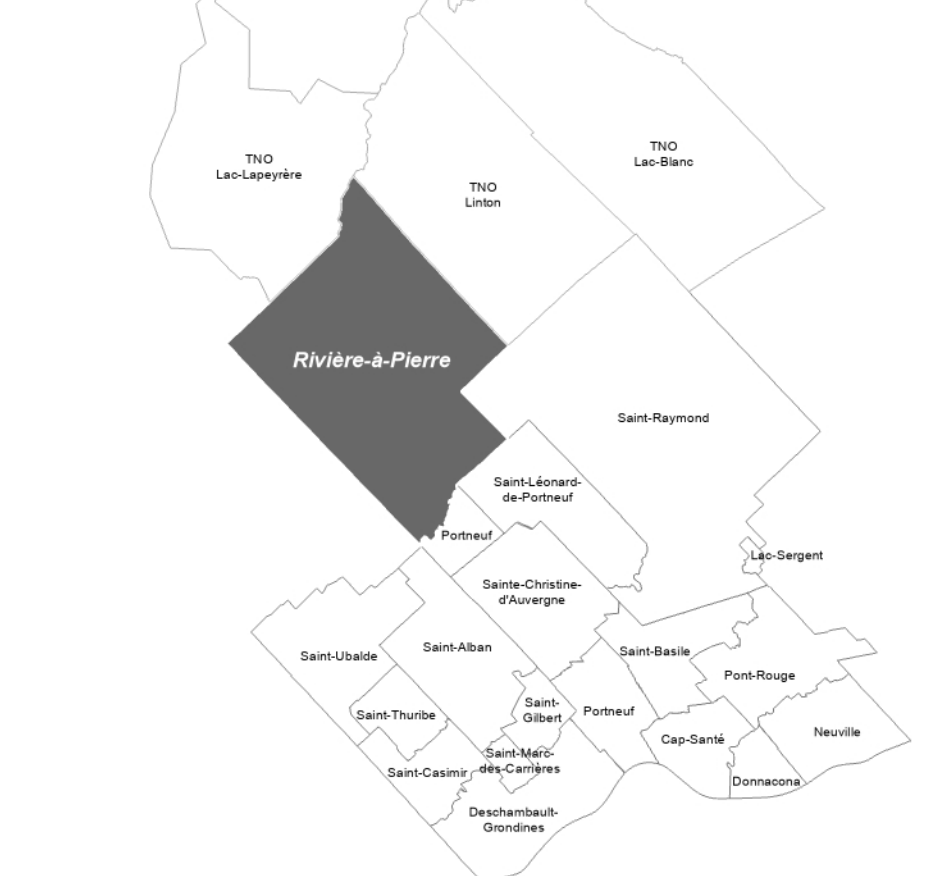 TNO
Lac-Blanc
TNO
Lac-Lapeyrère
TNO
Linton
Rivière-à-Pierre
Saint-Raymond
Saint-Léonard-
de-Portneuf
Portneuf
Lac-Sergent
Sainte-Christine-
d'Auvergne
Saint-Alban
Saint-Basile
Saint-Ubalde
Pont-Rouge
Saint-
Gilbert
Portneuf
Saint-Thuribe
Neuville
Cap-Santé
Saint-Marc-
des-Carrières
Saint-Casimir
Donnacona
Deschambault-
Grondines